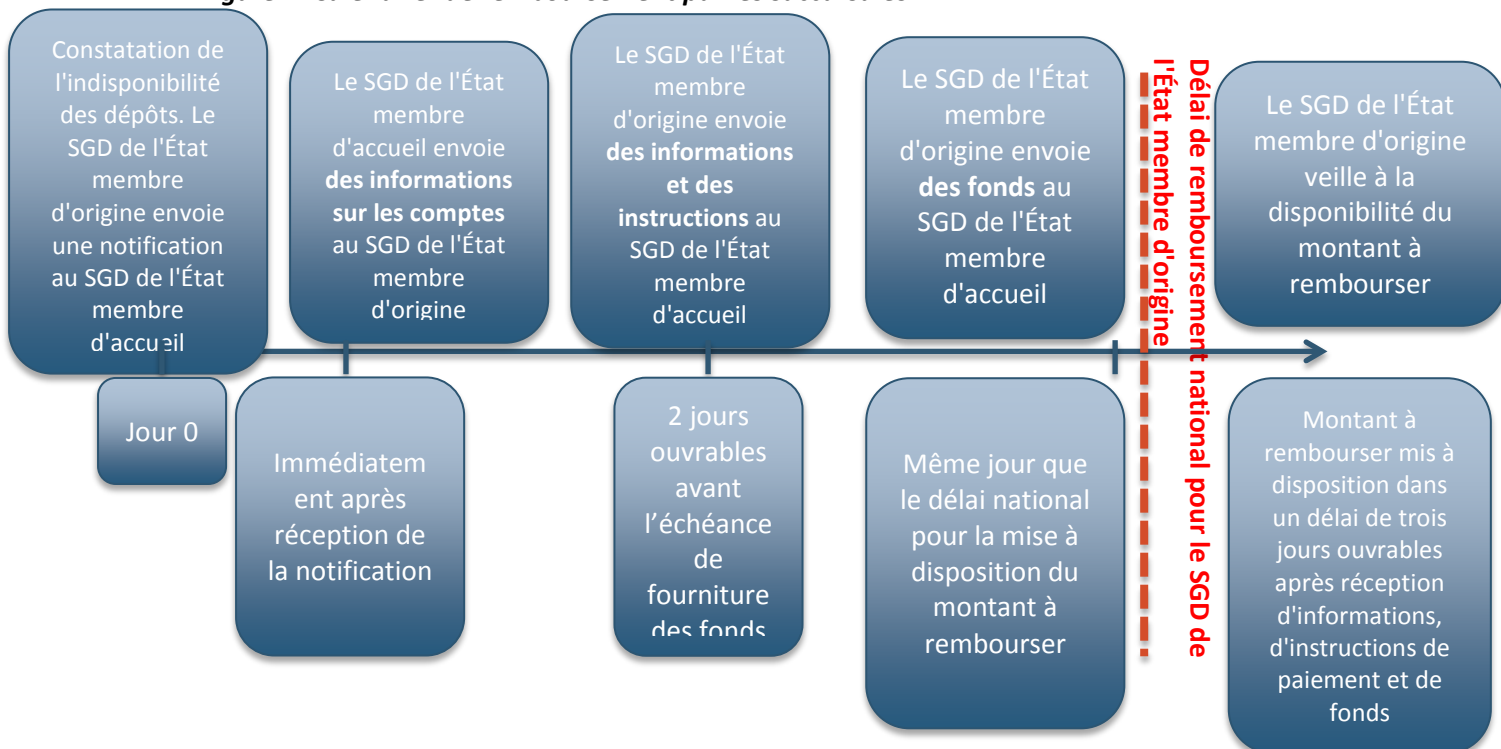 de remboursement par les succursales
Constatation de
l'indisponibilité
des dépôts. Le
SGD de l'État
membre
d'origine envoie
une notification
au SGD de l'État
membre
d'accueil
Le SGD de l'État
membre
d'accueil envoie
des informations
sur les comptes
au SGD de l'État
membre
d'origine
Le SGD de l'État
membre
d'origine envoie
des informations
et des
instructions au
SGD de l'État
membre
d'accueil
Le SGD de l'État
membre
d'origine envoie
des fonds au
SGD de l'État
membre
d'accueil
Délai de remboursement national pour le SGD de
l'État membre d'origine
Le SGD de l'État
membre d'origine
veille à la
disponibilité du
montant à
rembourser
Jour 0
Immédiatem
ent après
réception de
la notification
2 jours
ouvrables
avant
l’échéance
de
fourniture
des fonds
Même jour que
le délai national
pour la mise à
disposition du
montant à
rembourser
Montant à
rembourser mis à
disposition dans
un délai de trois
jours ouvrables
après réception
d'informations,
d'instructions de
paiement et de
fonds